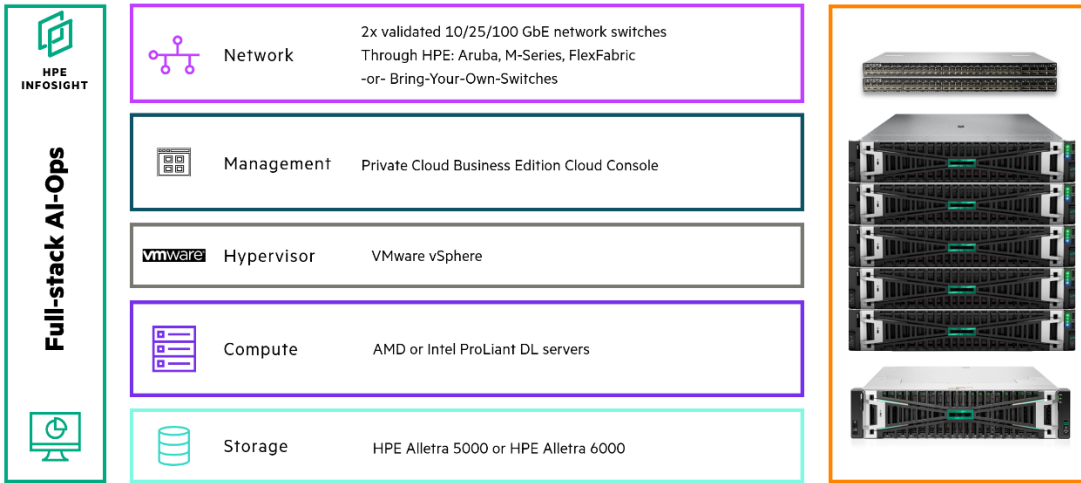 HPE
INFOSIGHT
Full-stack AI-Ops
Network
2x validated 10/25/100 GbE network switches
Through HPE: Aruba, M-Series, FlexFabric
-or- Bring-Your-Own-Switches
Management
Private Cloud Business Edition Cloud Console
vmware
Hypervisor
VMware vSphere
Compute
AMD or Intel ProLiant DL servers
Storage
HPE Alletra 5000 or HPE Alletra 6000